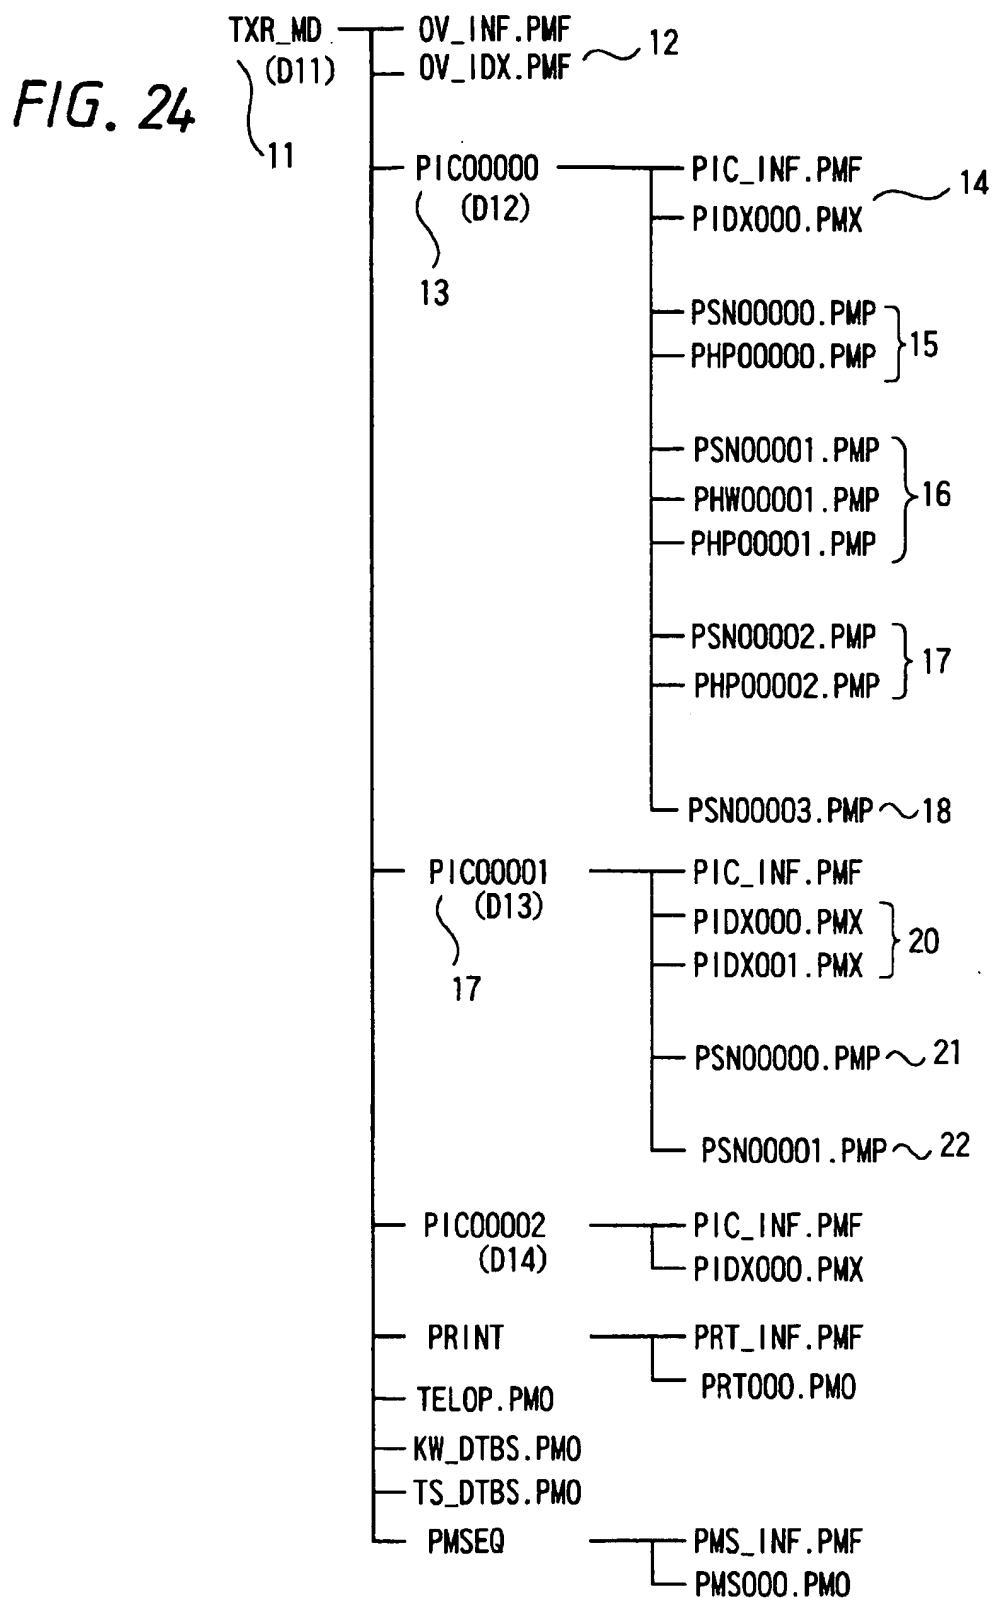 FIG. 24
TXR_MD
(D11)
11
OV_INF.PMF
OV_IDX.PMF
12
PIC00000
(D12)
13
PIC_INF.PMF
PIDX000.PMX
14
PSN00000.PMP
PHP00000.PMP
15
PSN00001.PMP
PHW00001.PMP
PHP00001.PMP
16
PSN00002.PMP
PHP00002.PMP
17
PSN00003.PMP
18
PIC00001
(D13)
17
PIC_INF.PMF
PIDX000.PMX
PIDX001.PMX
20
PSN00000.PMP
21
PSN00001.PMP
22
PIC00002
(D14)
PIC_INF.PMF
PIDX000.PMX
PRINT
PRT_INF.PMF
PRT000.PMO
TELOP.PMO
KW_DTBS.PMO
TS_DTBS.PMO
PMSEQ
PMS_INF.PMF
PMS000.PMO